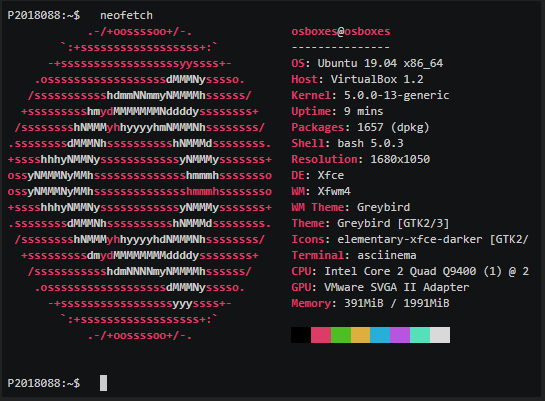 P2018088:~$   neofetch
            .-/+oossssoo+/-.
osboxes@osboxes
        `:+ssssssssssssssssss+:`
---------------
      -+ssssssssssssssssssyyssss+-
OS: Ubuntu 19.04 x86_64
    .ossssssssssssssssssdMMMNysssso.
Host: VirtualBox 1.2
   /ssssssssssshdmmNNmmyNMMMMhssssss/
Kernel: 5.0.0-13-generic
  +ssssssssshmydMMMMMMMNddddyssssssss+
Uptime: 9 mins
 /sssssssshNMMMyhhyyyyhmNMMMNhssssssss/
Packages: 1657 (dpkg)
.ssssssssdMMMNhsssssssssshNMMMdssssssss.
Shell: bash 5.0.3
+sssshhhyNMMNyssssssssssssyNMMMysssssss+
Resolution: 1680x1050
ossyNMMMNyMMhsssssssssssssshmmmhssssssso
DE: Xfce
ossyNMMMNyMMhsssssssssssssshmmmhssssssso
WM: Xfwm4
+sssshhhyNMMNyssssssssssssyNMMMysssssss+
WM Theme: Greybird
.ssssssssdMMMNhsssssssssshNMMMdssssssss.
Theme: Greybird [GTK2/3]
 /sssssssshNMMMyhhyyyyhdNMMMNhssssssss/
Icons: elementary-xfce-darker [GTK2/
  +sssssssssdmydMMMMMMMMddddyssssssss+
Terminal: asciinema
   /ssssssssssshdmNNNNmyNMMMMhssssss/
CPU: Intel Core 2 Quad Q9400 (1) @ 2
    .ossssssssssssssssssdMMMNysssso.
GPU: VMware SVGA II Adapter
      -+sssssssssssssssssyyyssss+-
Memory: 391MiB / 1991MiB
        `:+ssssssssssssssssss+:`
            .-/+oossssoo+/-.
P2018088:~$